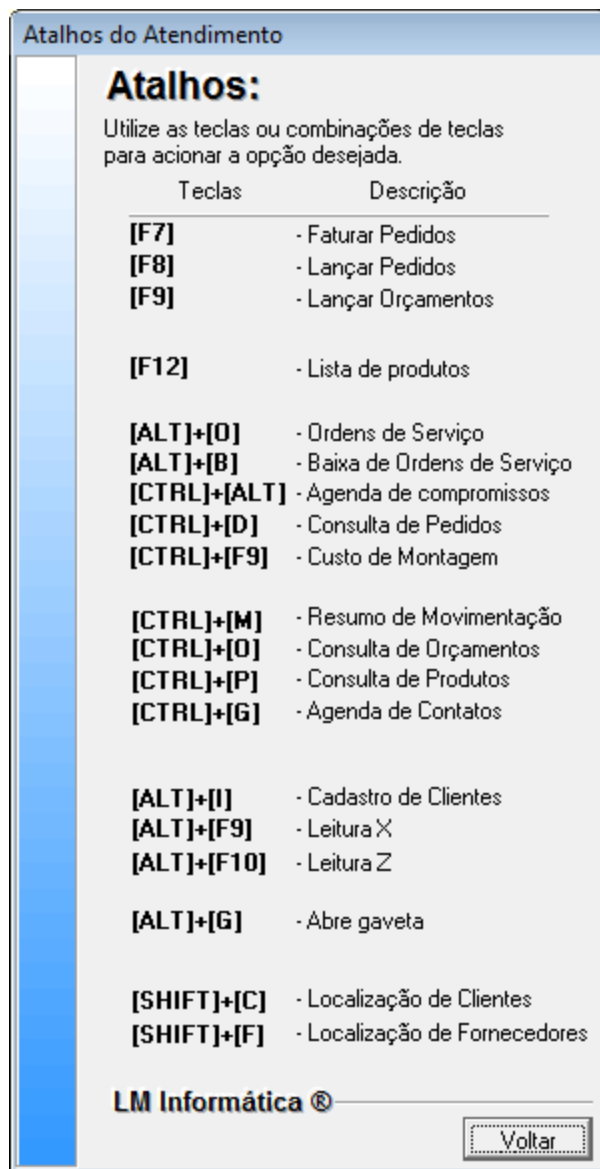 Atalhos do Atendimento
Atalhos:
Utilize as teclas ou combinações de teclas
para acionar a opção desejada.
Teclas Descrição
[F7] - Faturar Pedidos
[F8] - Lançar Pedidos
[F9] - Lançar Orçamentos
[F12] - Lista de produtos
[ALT]+[O] - Ordens de Serviço
[ALT]+[B] - Baixa de Ordens de Serviço
[CTRL]+[ALT] - Agenda de compromissos
[CTRL]+[D] - Consulta de Pedidos
[CTRL]+[F9] - Custo de Montagem
[CTRL]+[M] - Resumo de Movimentação
[CTRL]+[O] - Consulta de Orçamentos
[CTRL]+[P] - Consulta de Produtos
[CTRL]+[G] - Agenda de Contatos
[ALT]+[I] - Cadastro de Clientes
[ALT]+[F9] - Leitura X
[ALT]+[F10] - Leitura Z
[ALT]+[G] - Abre gaveta
[SHIFT]+[C] - Localização de Clientes
[SHIFT]+[F] - Localização de Fornecedores
LM Informática ®
Voltar